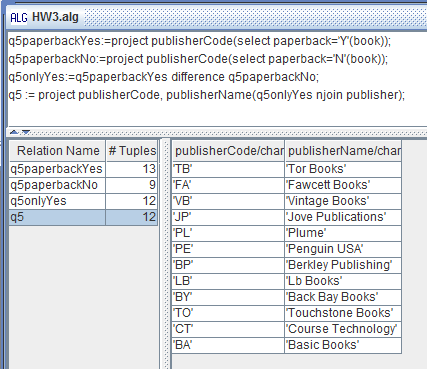 ALG HW3.alg
q5paperbackYes:=project publisherCode(select paperback='Y'(book));
q5paperbackNo:=project publisherCode(select paperback='N'(book));
q5onlyYes:=q5paperbackYes difference q5paperbackNo;
q5 := project publisherCode, publisherName(q5onlyYes njoin publisher);
Relation Name # Tuples publisherCode/char publisherName/char
q5paperbackYes 13 'TB' 'Tor Books'
q5paperbackNo 9 'FA' 'Fawcett Books'
q5onlyYes 12 'VB' 'Vintage Books'
q5 12 'JP' 'Jove Publications'
'PL' 'Plume'
'PE' 'Penguin USA'
'BP' 'Berkley Publishing'
'LB' 'Lb Books'
'BY' 'Back Bay Books'
'TO' 'Touchstone Books'
'CT' 'Course Technology'
'BA' 'Basic Books'